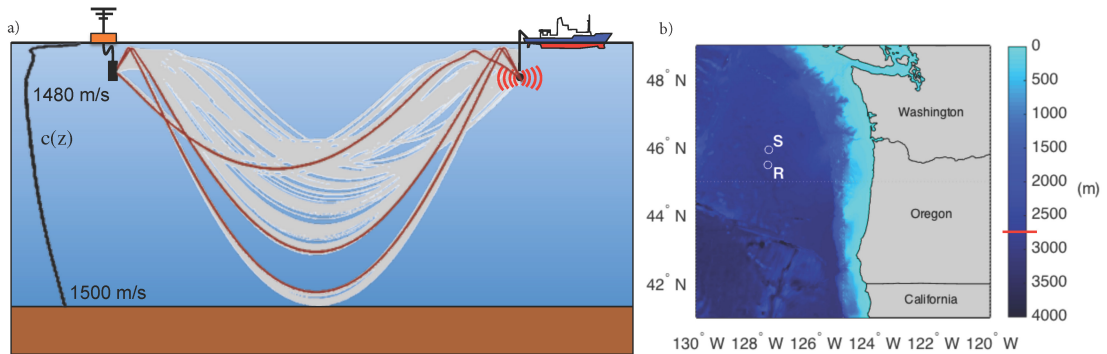 a)
1480 m/s
c(z)
1500 m/s
b)
48° N
46° N
44° N
42° N
130° W 128° W 126° W 124° W 122° W 120° W
S
R
Washington
Oregon
California
0
500
1000
1500
2000
2500
3000
3500
4000
(m)